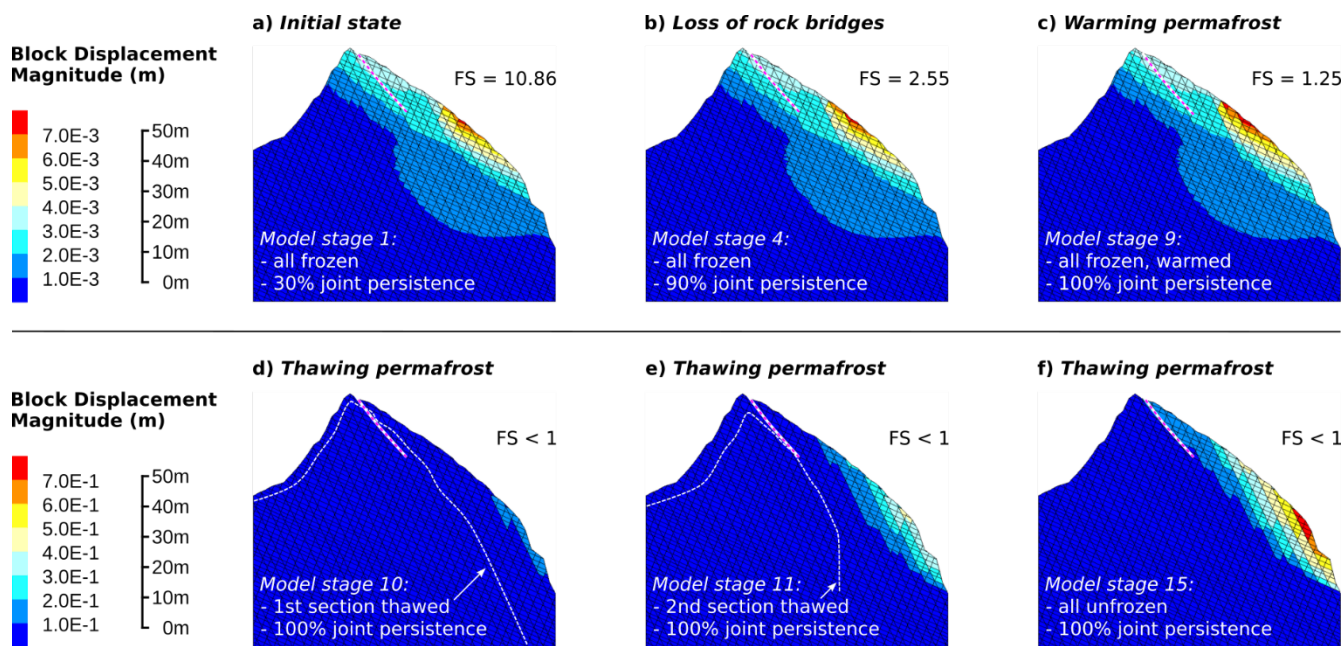 a) Initial state
b) Loss of rock bridges
c) Warming permafrost
Block Displacement
Magnitude (m)
7.0E-3
6.0E-3
5.0E-3
4.0E-3
3.0E-3
2.0E-3
1.0E-3
50m
40m
30m
20m
10m
0m
FS = 10.86
Model stage 1:
- all frozen
- 30% joint persistence
FS = 2.55
Model stage 4:
- all frozen
- 90% joint persistence
FS = 1.25
Model stage 9:
- all frozen, warmed
- 100% joint persistence
d) Thawing permafrost
e) Thawing permafrost
f) Thawing permafrost
Block Displacement
Magnitude (m)
7.0E-1
6.0E-1
5.0E-1
4.0E-1
3.0E-1
2.0E-1
1.0E-1
50m
40m
30m
20m
10m
0m
FS < 1
Model stage 10:
- 1st section thawed
- 100% joint persistence
FS < 1
Model stage 11:
- 2nd section thawed
- 100% joint persistence
FS < 1
Model stage 15:
- all unfrozen
- 100% joint persistence